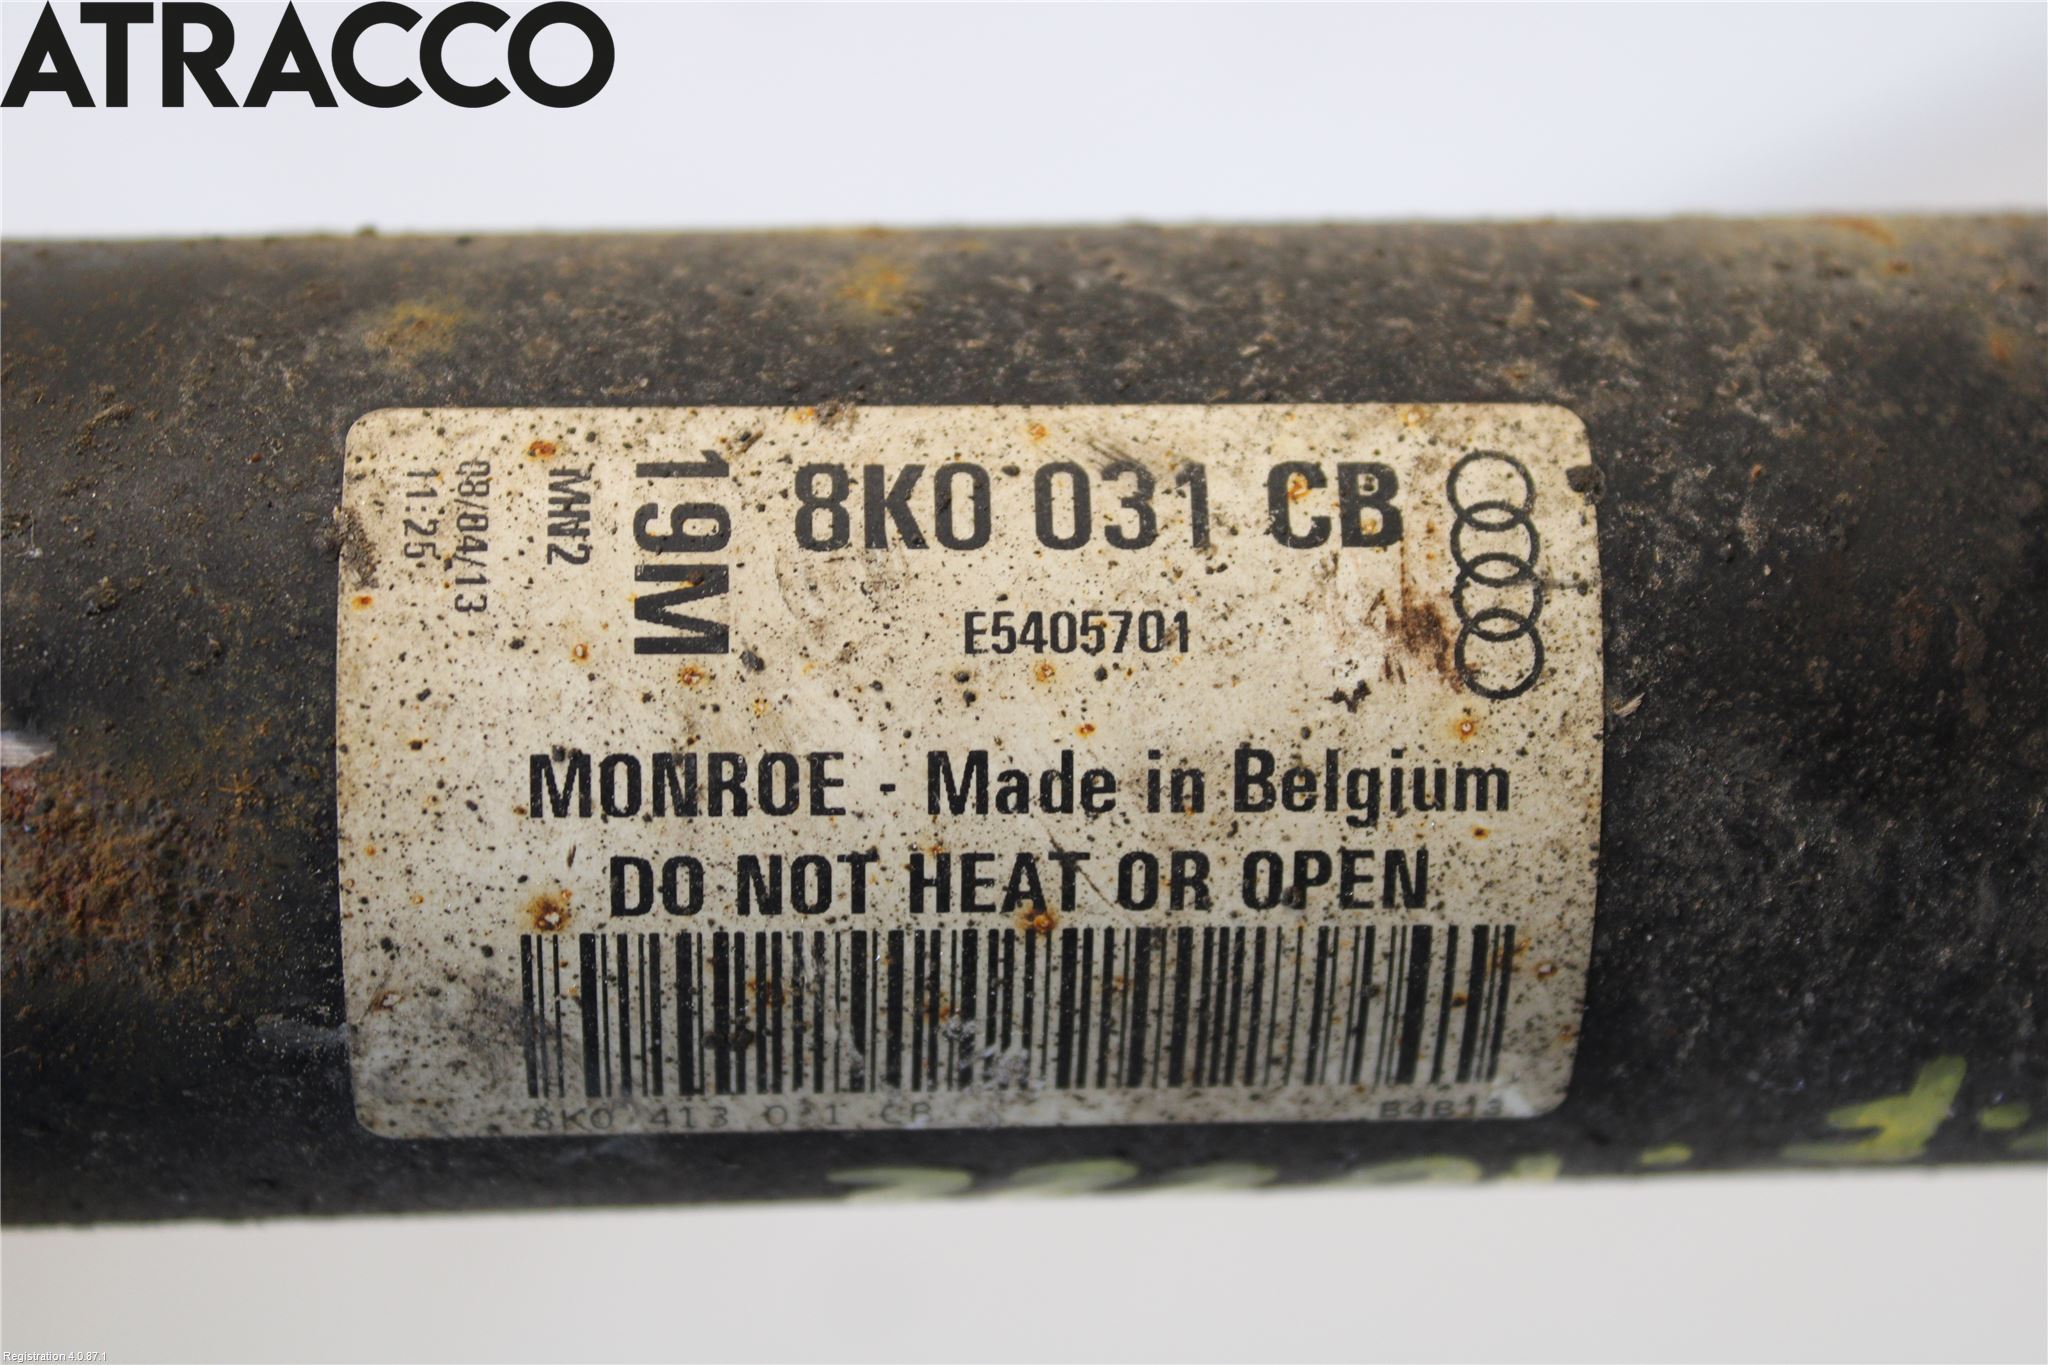 ATRACCO
8K0 031 CB
19M
MHN2
08/04/13
11:25
E5405701
MONROE - Made in Belgium
DO NOT HEAT OR OPEN
8K0 413 031 CB
B4B13
Registration 4.0.87.1